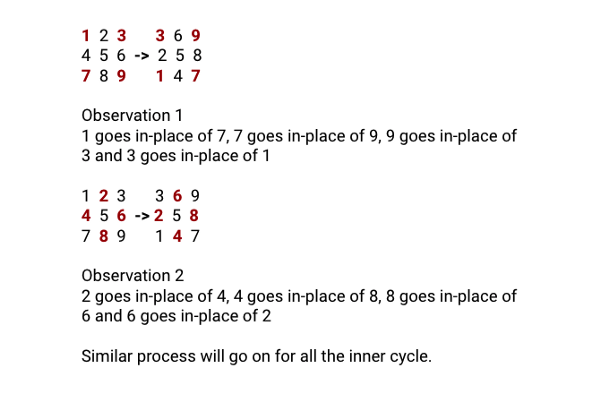 1 2 3 3 6 9
4 5 6 -> 2 5 8
7 8 9 1 4 7
Observation 1
1 goes in-place of 7, 7 goes in-place of 9, 9 goes in-place of
3 and 3 goes in-place of 1
1 2 3 3 6 9
4 5 6 -> 2 5 8
7 8 9 1 4 7
Observation 2
2 goes in-place of 4, 4 goes in-place of 8, 8 goes in-place of
6 and 6 goes in-place of 2
Similar process will go on for all the inner cycle.